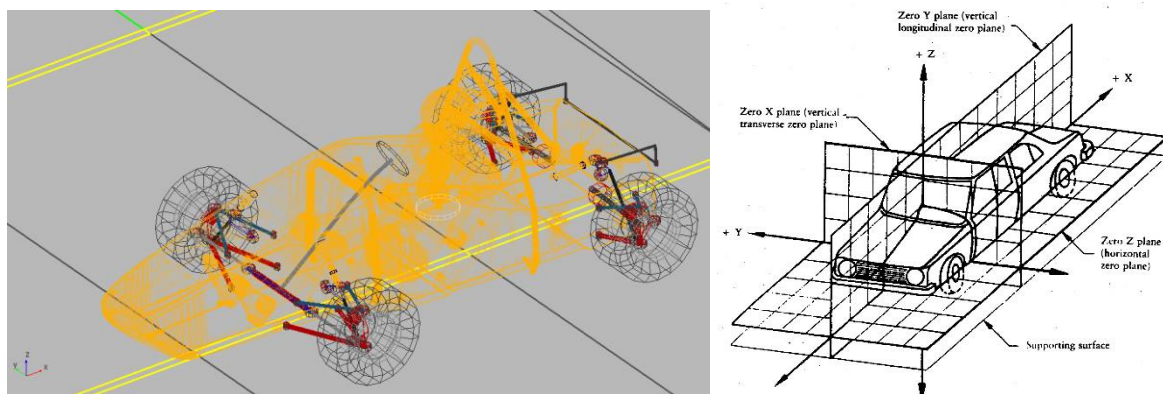 Zero Y plane (vertical
longitudinal zero plane)
+ Z
+ X
Zero X plane (vertical
transverse zero plane)
+ Y
Zero Z plane
(horizontal
zero plane)
Supporting surface
Z
Y
X